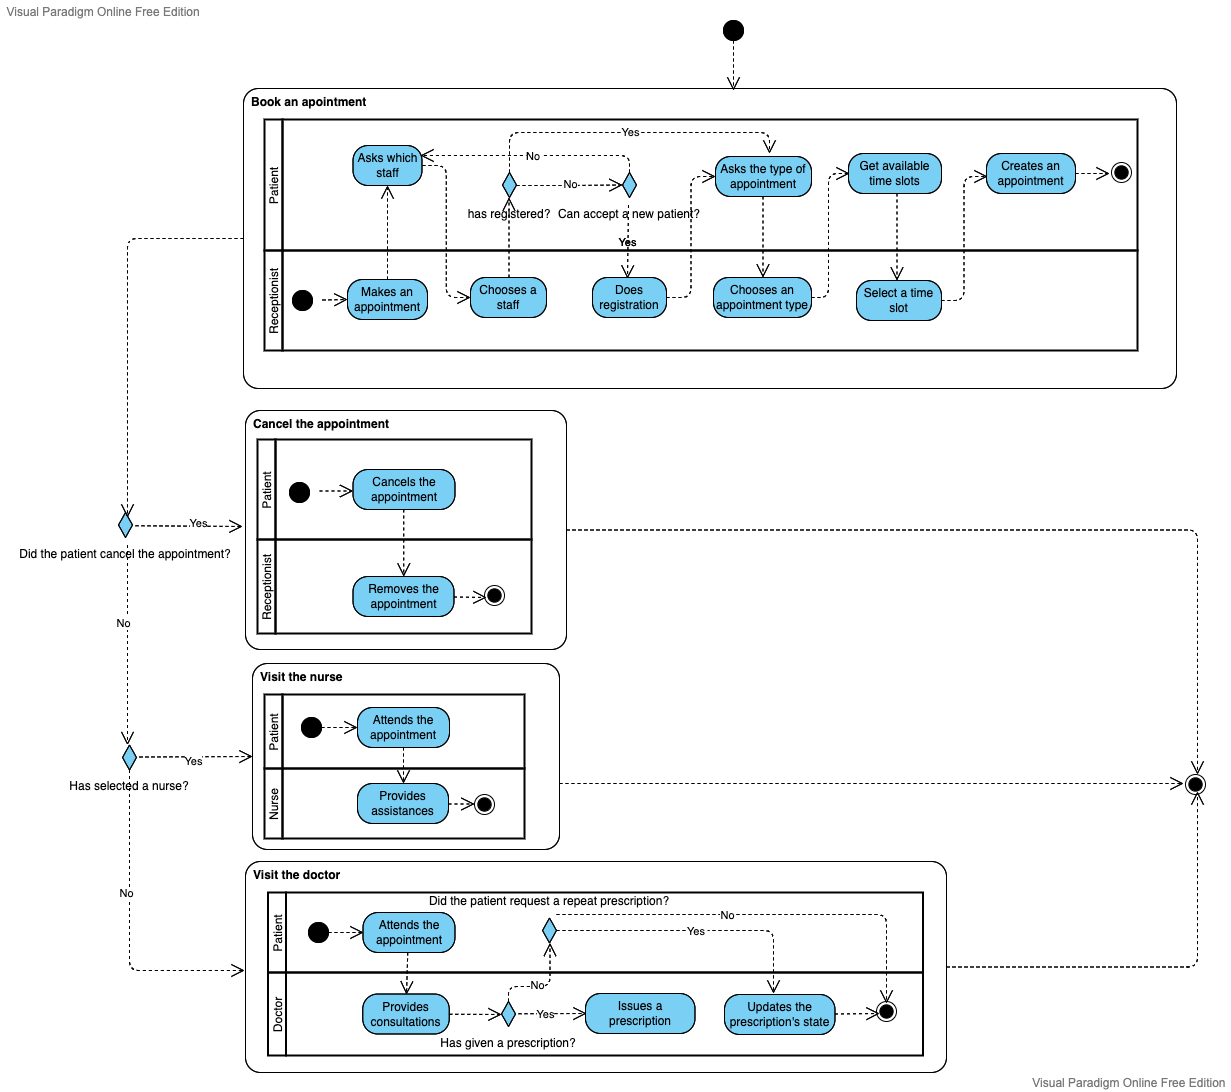 Visual Paradigm Online Free Edition
Book an apointment
Patient
Asks which
staff
Yes
No
No
has registered?
Can accept a new patient?
Yes
Asks the type of
appointment
Get available
time slots
Creates an
appointment
Receptionist
Makes an
appointment
Chooses a
staff
Does
registration
Chooses an
appointment type
Select a time
slot
Cancel the appointment
Patient
Cancels the
appointment
Yes
Did the patient cancel the appointment?
Receptionist
Removes the
appointment
No
Visit the nurse
Patient
Attends the
appointment
Yes
Has selected a nurse?
Nurse
Provides
assistances
No
Visit the doctor
Did the patient request a repeat prescription?
Patient
Attends the
appointment
No
Yes
Doctor
Provides
consultations
No
Yes
Has given a prescription?
Issues a
prescription
Updates the
prescription's state
Visual Paradigm Online Free Edition